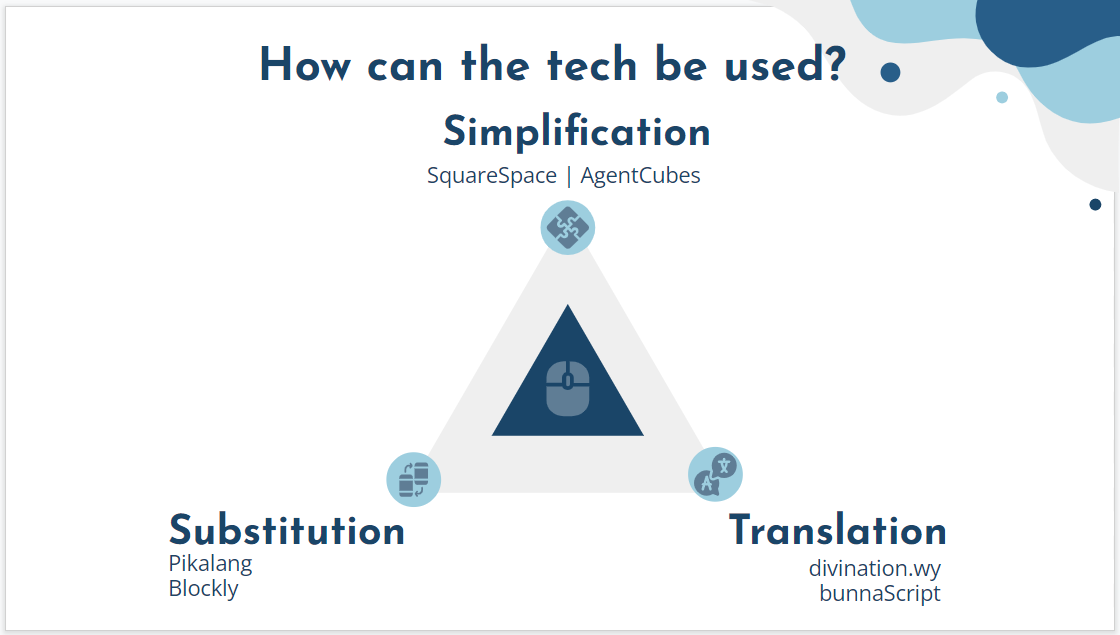 How can the tech be used?
Simplification
SquareSpace | AgentCubes
Substitution
Pikalang
Blockly
Translation
divination.wy
bunnaScript